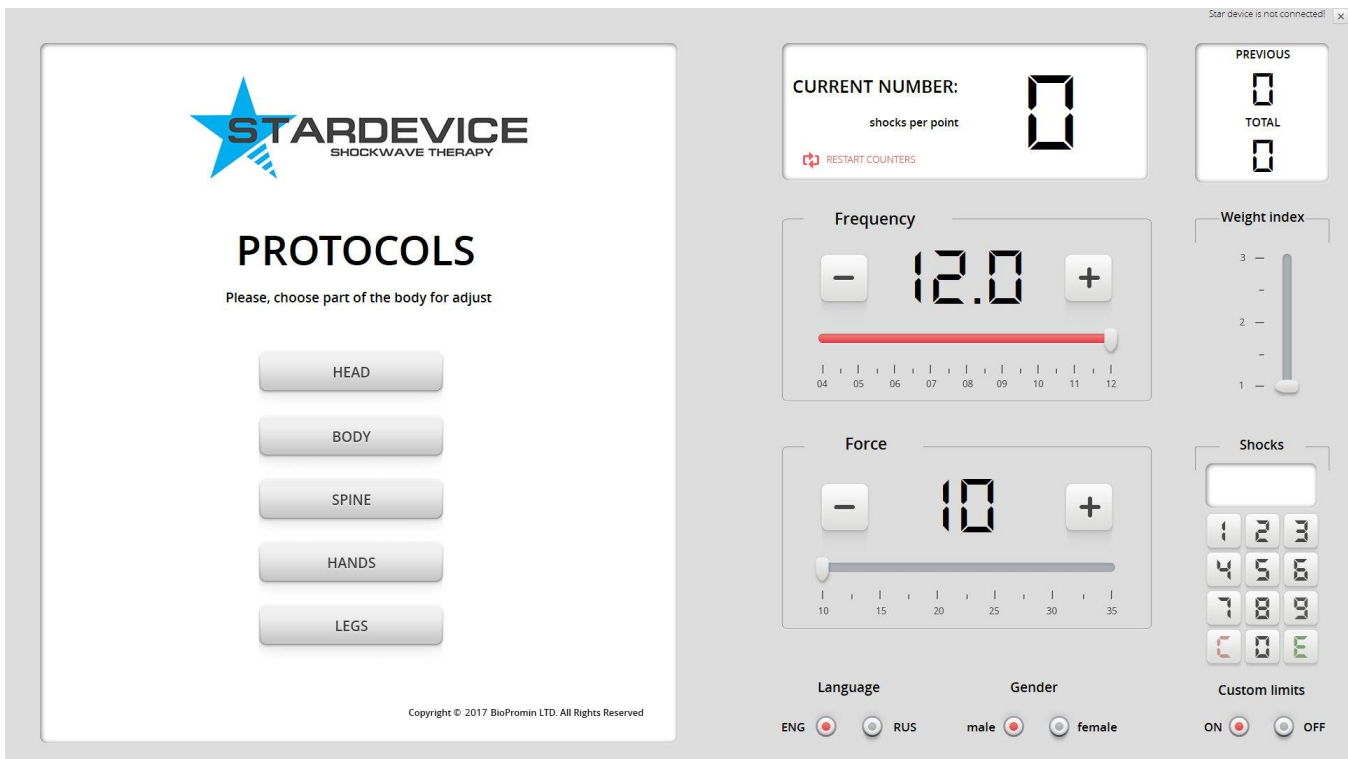 Star device is not connected!
STARDEVICE
SHOCKWAVE THERAPY
PROTOCOLS
Please, choose part of the body for adjust
HEAD
BODY
SPINE
HANDS
LEGS
Copyright © 2017 BioPromin LTD. All Rights Reserved
CURRENT NUMBER:
shocks per point
0
RESTART COUNTERS
PREVIOUS
0
TOTAL
0
Frequency
− 12.0 +
04 05 06 07 08 09 10 11 12
Weight index
3
2
1
Force
− 10 +
10 15 20 25 30 35
Shocks
1 2 3
4 5 6
7 8 9
C 0 E
Language
ENG RUS
Gender
male female
Custom limits
ON OFF